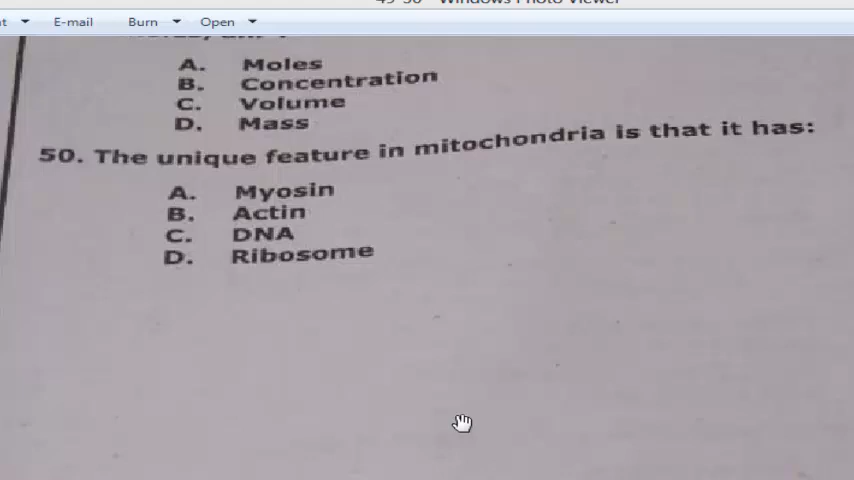 E-mail Burn Open
A. Moles
B. Concentration
C. Volume
D. Mass
50. The unique feature in mitochondria is that it has:
A. Myosin
B. Actin
C. DNA
D. Ribosome